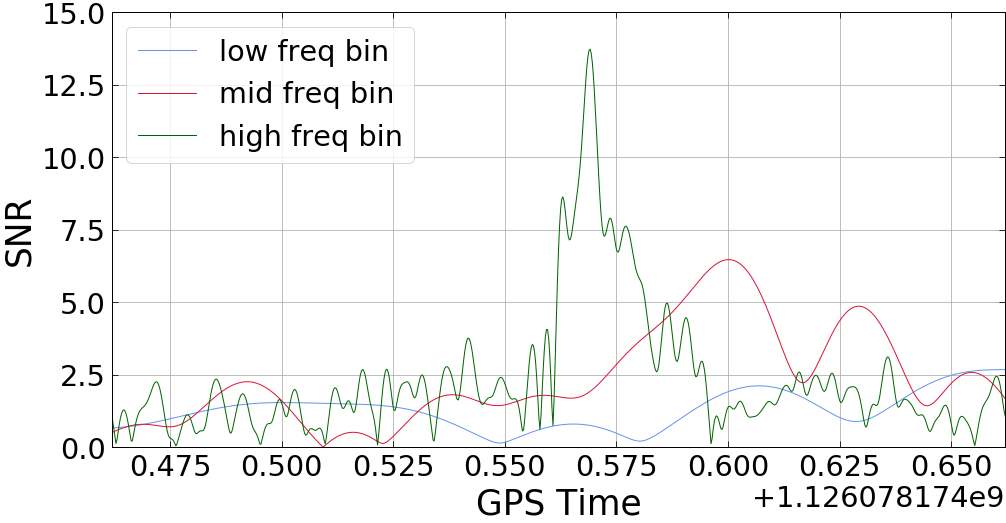 15.0
12.5
10.0
7.5
5.0
2.5
0.0
SNR
low freq bin
mid freq bin
high freq bin
0.475 0.500 0.525 0.550 0.575 0.600 0.625 0.650
+1.126078174e9
GPS Time